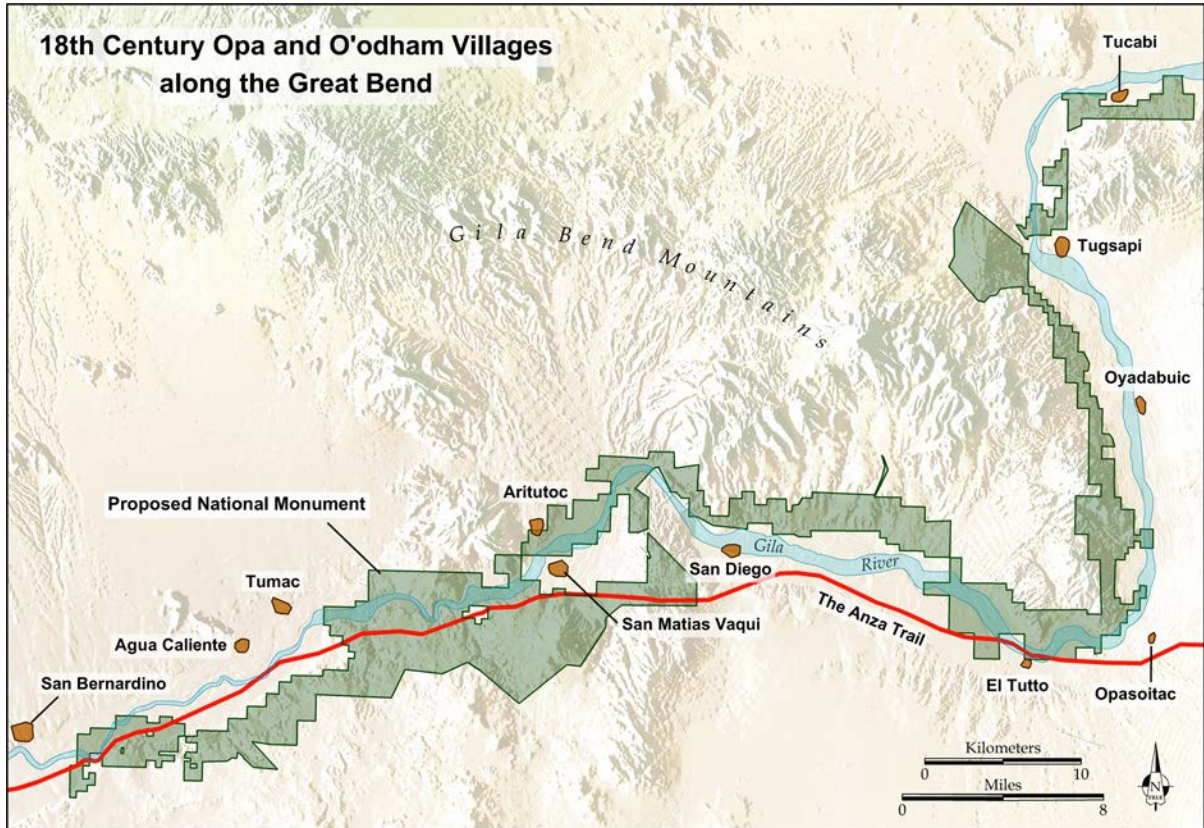 18th Century Opa and O'odham Villages
along the Great Bend
Tucabi
Gila Bend Mountains
Tugsapi
Oyadabuic
Proposed National Monument
Aritutoc
Gila
River
San Diego
Tumac
San Matias Vaqui
The Anza Trail
Agua Caliente
San Bernardino
El Tutto
Opasoitac
Kilometers
0 10
Miles
0 8
N
TRUE